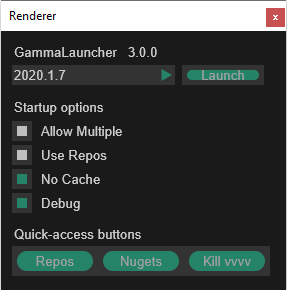 Renderer x
GammaLauncher 3.0.0
2020.1.7 Launch
Startup options
Allow Multiple
Use Repos
No Cache
Debug
Quick-access buttons
Repos Nugets Kill vvvv